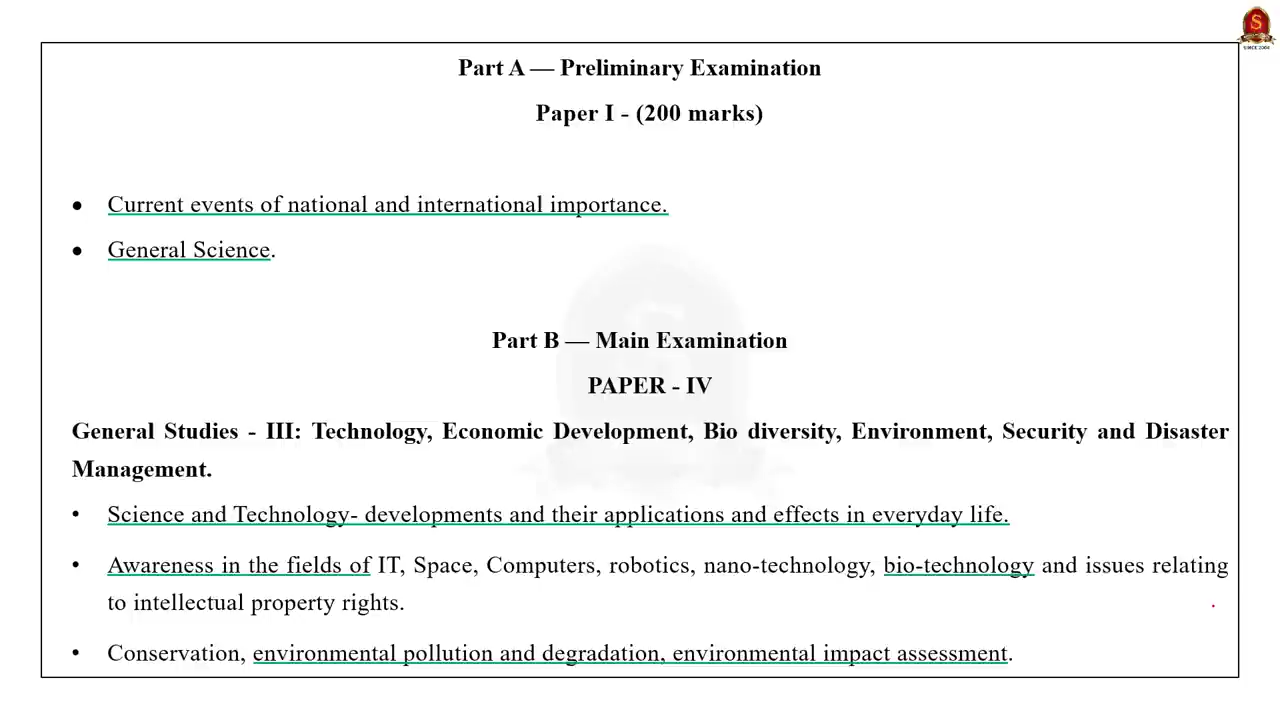 S
SINCE 2004
Part A — Preliminary Examination
Paper I - (200 marks)
• Current events of national and international importance.
• General Science.
Part B — Main Examination
PAPER - IV
General Studies - III: Technology, Economic Development, Bio diversity, Environment, Security and Disaster
Management.
• Science and Technology- developments and their applications and effects in everyday life.
• Awareness in the fields of IT, Space, Computers, robotics, nano-technology, bio-technology and issues relating
to intellectual property rights.
• Conservation, environmental pollution and degradation, environmental impact assessment.